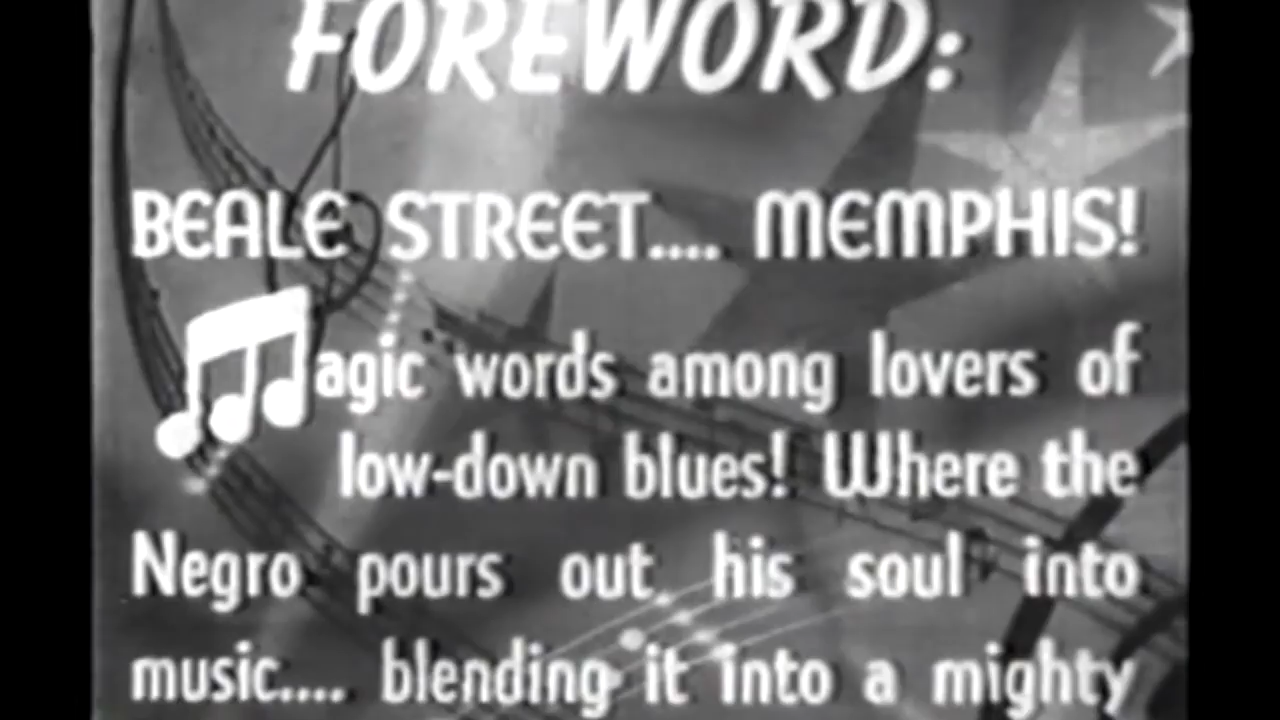 FOREWORD:
BEALE STREET.... MEMPHIS!
Magic words among lovers of
low-down blues! Where the
Negro pours out his soul into
music.... blending it into a mighty